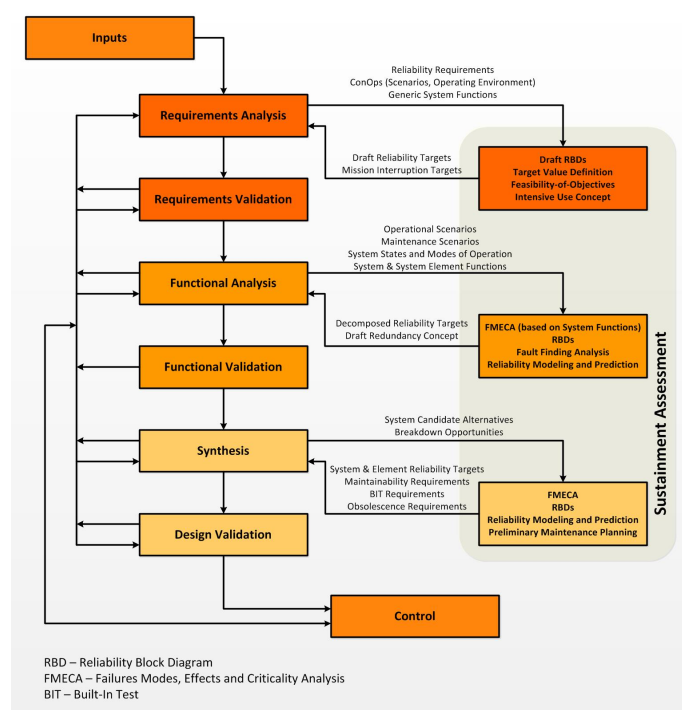 Inputs
Reliability Requirements
ConOps (Scenarios, Operating Environment)
Generic System Functions
Requirements Analysis
Draft Reliability Targets
Mission Interruption Targets
Draft RBDs
Target Value Definition
Feasibility-of-Objectives
Intensive Use Concept
Requirements Validation
Operational Scenarios
Maintenance Scenarios
System States and Modes of Operation
System & System Element Functions
Functional Analysis
Decomposed Reliability Targets
Draft Redundancy Concept
FMECA (based on System Functions)
RBDs
Fault Finding Analysis
Reliability Modeling and Prediction
Functional Validation
System Candidate Alternatives
Breakdown Opportunities
Synthesis
System & Element Reliability Targets
Maintainability Requirements
BIT Requirements
Obsolescence Requirements
FMECA
RBDs
Reliability Modeling and Prediction
Preliminary Maintenance Planning
Sustainment Assessment
Design Validation
Control
RBD – Reliability Block Diagram
FMECA – Failures Modes, Effects and Criticality Analysis
BIT – Built-In Test